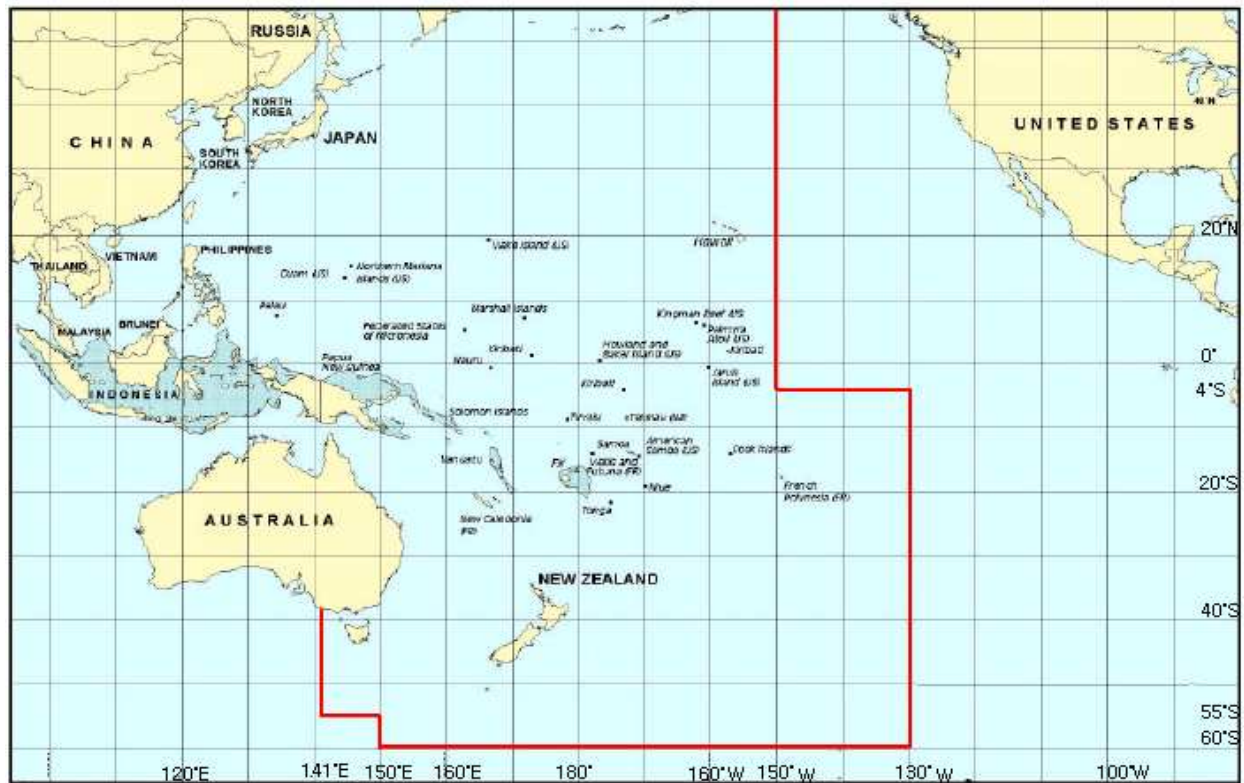 RUSSIA
NORTH
KOREA
40°N
CHINA
JAPAN
UNITED STATES
SOUTH
KOREA
20°N
Wake Island (US)
Hawaii
PHILIPPINES
VIETNAM
THAILAND
Northern Mariana
Islands (US)
Guam (US)
Palau
Marshall Islands
Kingman Reef (US)
Palmyra
Atoll (US)
MALAYSIA
BRUNEI
Federated States
of Micronesia
Howland and
Baker Island (US)
Kiribati
Kiribati
0°
Nauru
Papua
New Guinea
Jarvis
Island (US)
INDONESIA
Kiribati
4°S
Solomon Islands
Tuvalu
Tokelau (NZ)
Samoa
American
Samoa (US)
Cook Islands
Vanuatu
Fiji
Wallis and
Futuna (FR)
Niue
20°S
French
Polynesia (FR)
Tonga
AUSTRALIA
New Caledonia
NEW ZEALAND
40°S
55°S
60°S
120°E
141°E
150°E
160°E
180°
160°W
150°W
130°W
100°W